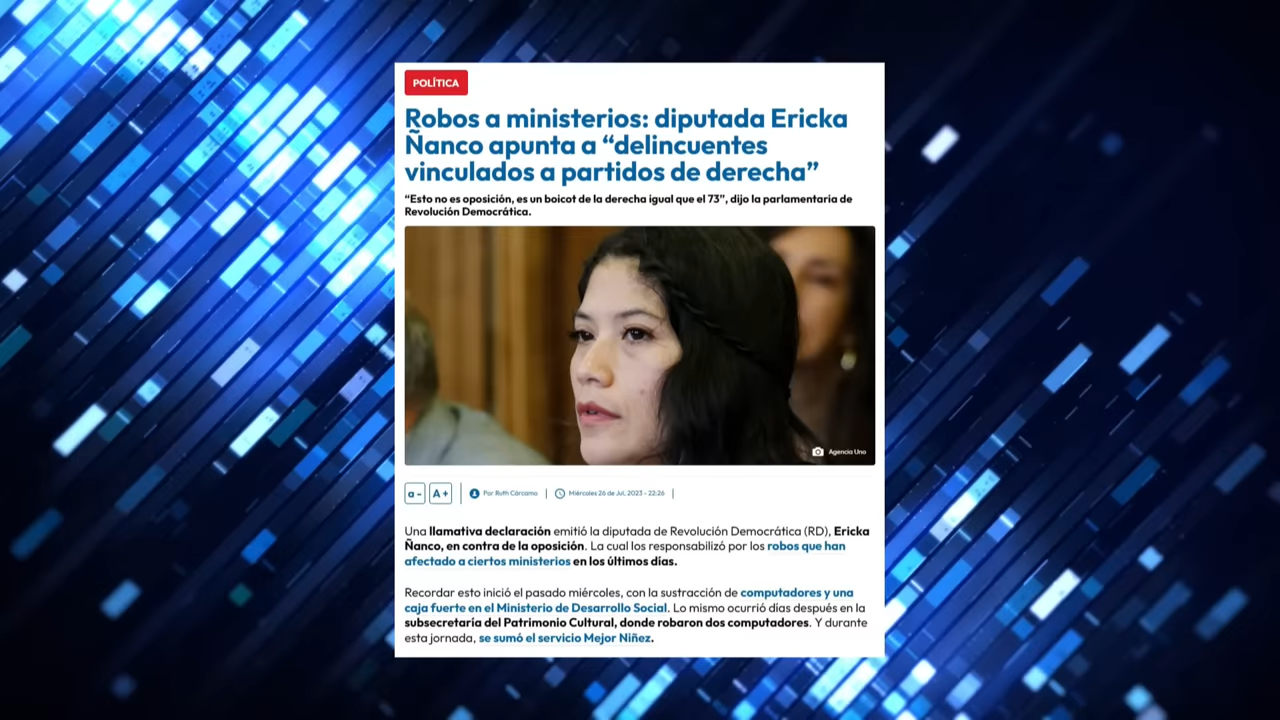 POLÍTICA
Robos a ministerios: diputada Ericka
Ñanco apunta a “delincuentes
vinculados a partidos de derecha”
“Esto no es oposición, es un boicot de la derecha igual que el 73”, dijo la parlamentaria de
Revolución Democrática.
Agencia Uno
a - A + Por Ruth Cárcamo Miércoles 26 de Jul, 2023 - 22:26
Una llamativa declaración emitió la diputada de Revolución Democrática (RD), Ericka
Ñanco, en contra de la oposición. La cual los responsabilizó por los robos que han
afectado a ciertos ministerios en los últimos días.
Recordar esto inició el pasado miércoles, con la sustracción de computadores y una
caja fuerte en el Ministerio de Desarrollo Social. Lo mismo ocurrió días después en la
subsecretaría del Patrimonio Cultural, donde robaron dos computadores. Y durante
esta jornada, se sumó el servicio Mejor Niñez.